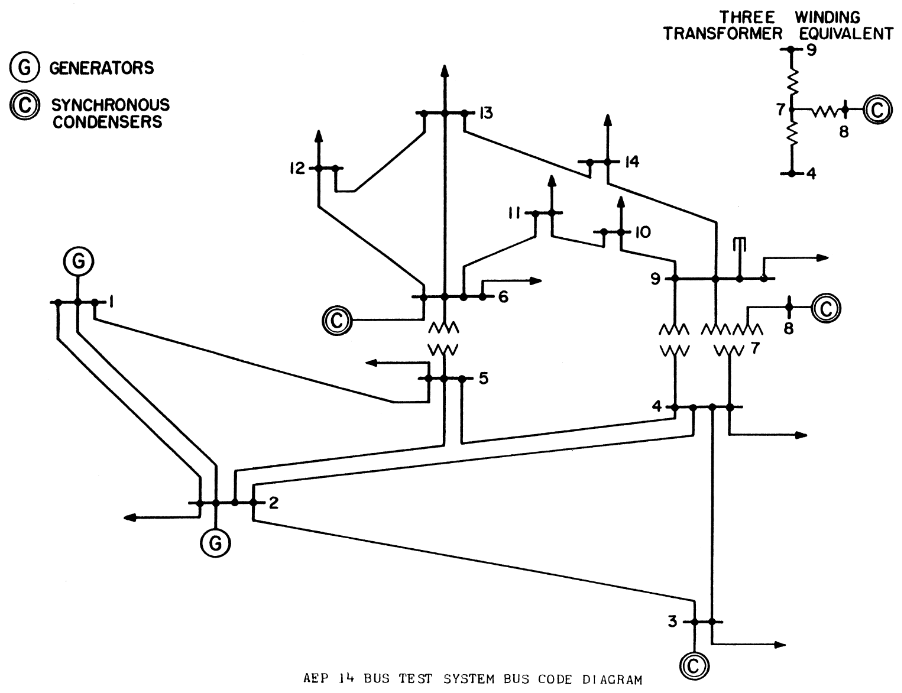 THREE WINDING
TRANSFORMER EQUIVALENT
9
7
C
8
4
G GENERATORS
C SYNCHRONOUS
CONDENSERS
13
12
14
11
10
G
1
6
9
C
8
C
7
5
4
2
G
3
C
AEP 14 BUS TEST SYSTEM BUS CODE DIAGRAM